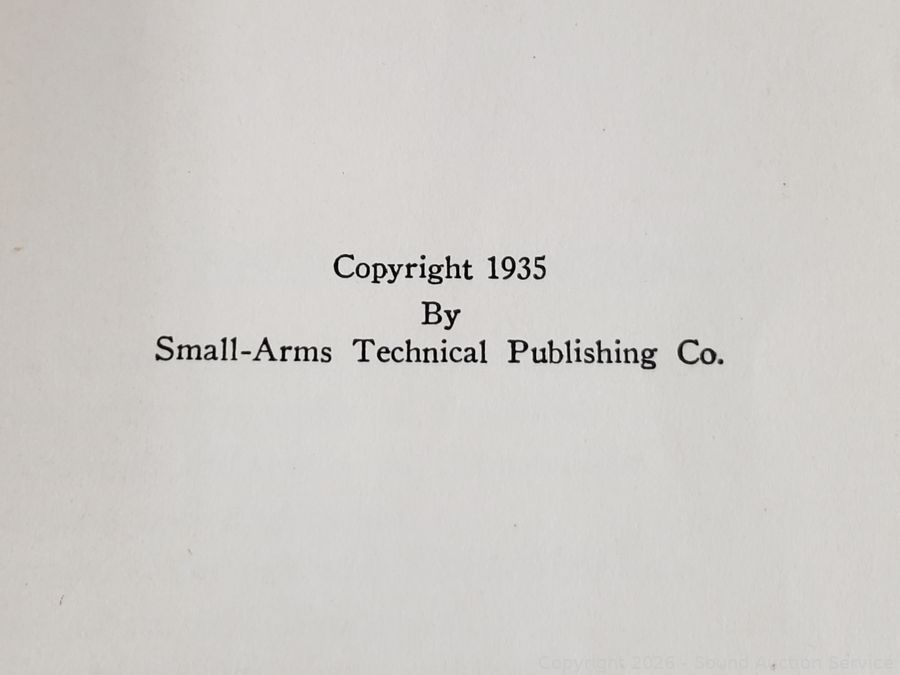 Copyright 1935
By
Small-Arms Technical Publishing Co.
Copyright 2026 - Sound Auction Service